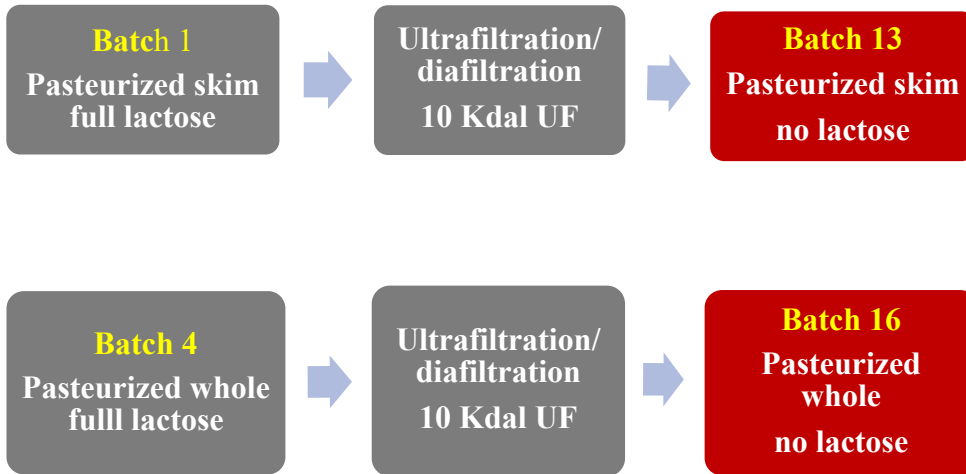 Batch 1
Pasteurized skim
full lactose
Ultrafiltration/
diafiltration
10 Kdal UF
Batch 13
Pasteurized skim
no lactose
Batch 4
Pasteurized whole
fulll lactose
Ultrafiltration/
diafiltration
10 Kdal UF
Batch 16
Pasteurized
whole
no lactose